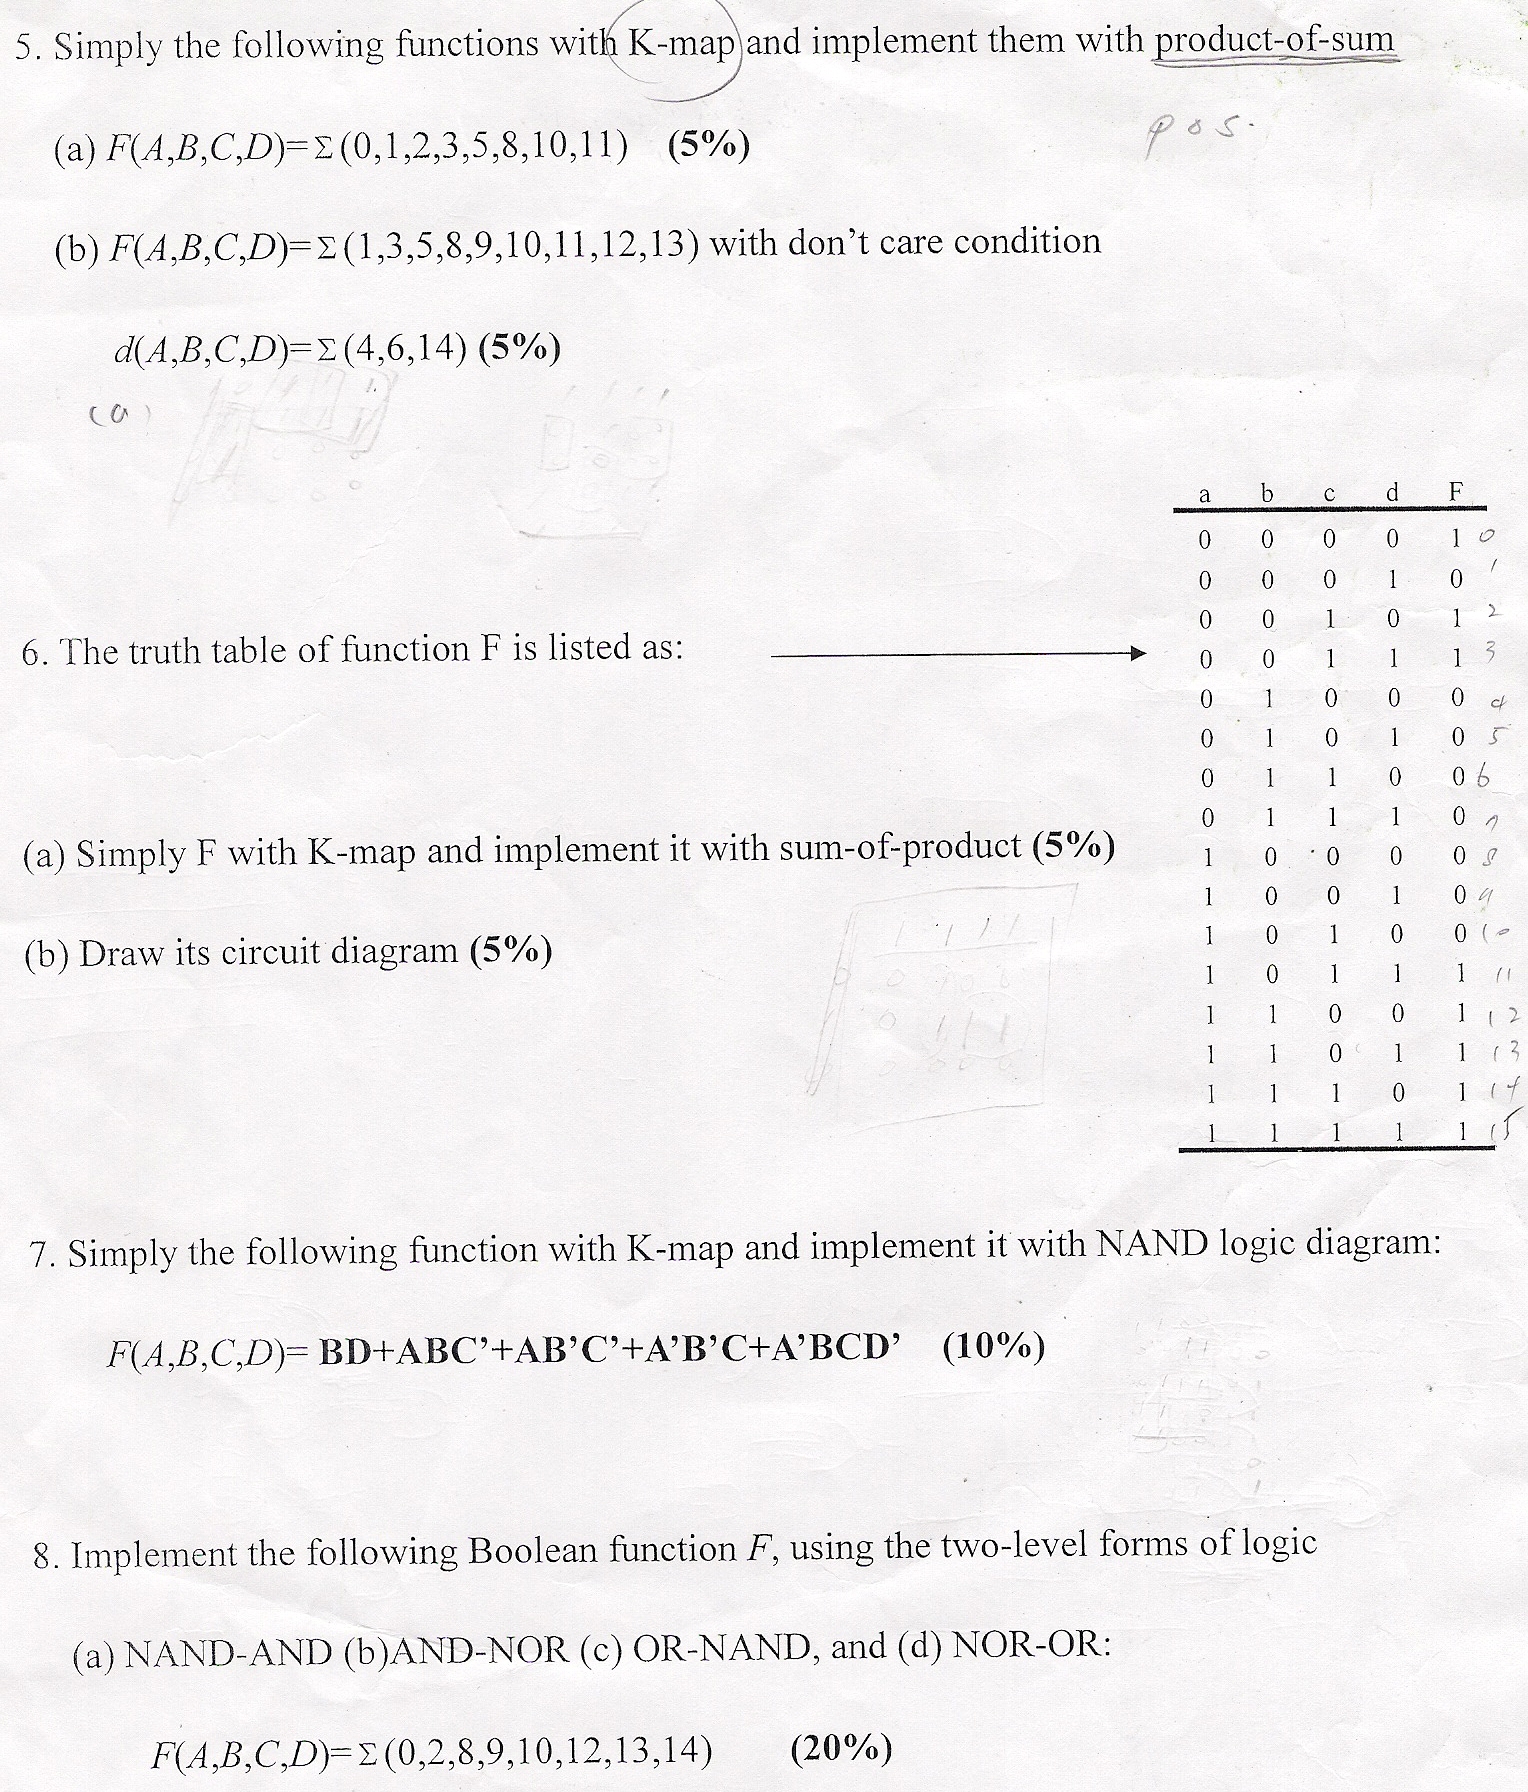 5. Simply the following functions with K-map and implement them with product-of-sum
pos.
(a) F(A,B,C,D)=Σ(0,1,2,3,5,8,10,11) (5%)
(b) F(A,B,C,D)=Σ(1,3,5,8,9,10,11,12,13) with don’t care condition
d(A,B,C,D)=Σ(4,6,14) (5%)
(a)
a b c d F
0 0 0 0 1 0
0 0 0 1 0 1
0 0 1 0 1 2
0 0 1 1 1 3
0 1 0 0 0 4
0 1 0 1 0 5
0 1 1 0 0 6
0 1 1 1 0 7
1 0 0 0 0 8
1 0 0 1 0 9
1 0 1 0 0 10
1 0 1 1 1 11
1 1 0 0 1 12
1 1 0 1 1 13
1 1 1 0 1 14
1 1 1 1 1 15
6. The truth table of function F is listed as:
(a) Simply F with K-map and implement it with sum-of-product (5%)
(b) Draw its circuit diagram (5%)
7. Simply the following function with K-map and implement it with NAND logic diagram:
F(A,B,C,D)= BD+ABC’+AB’C’+A’B’C+A’BCD’ (10%)
8. Implement the following Boolean function F, using the two-level forms of logic
(a) NAND-AND (b)AND-NOR (c) OR-NAND, and (d) NOR-OR:
F(A,B,C,D)=Σ(0,2,8,9,10,12,13,14) (20%)